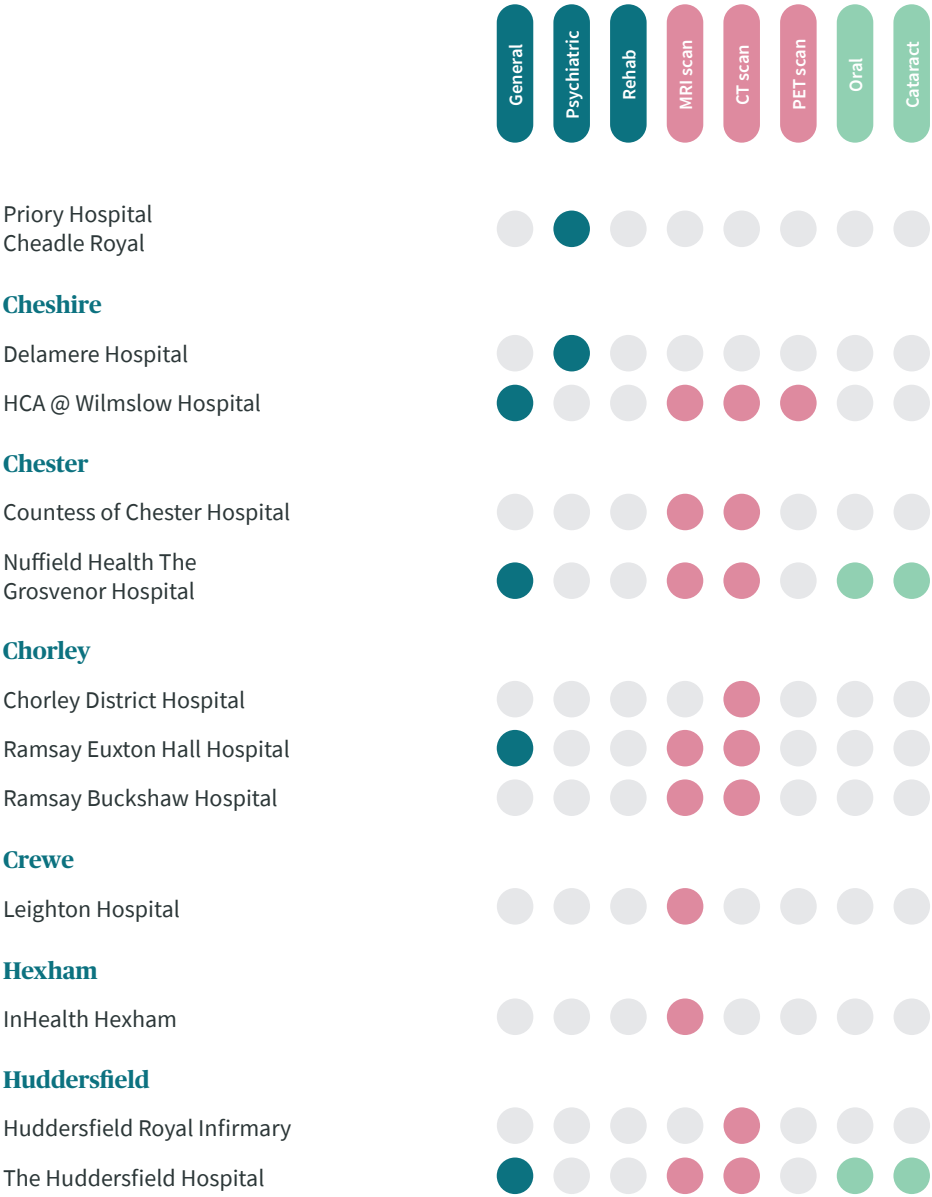 General
Psychiatric
Rehab
MRI scan
CT scan
PET scan
Oral
Cataract
Priory Hospital
Cheadle Royal
Cheshire
Delamere Hospital
HCA @ Wilmslow Hospital
Chester
Countess of Chester Hospital
Nuffield Health The
Grosvenor Hospital
Chorley
Chorley District Hospital
Ramsay Euxton Hall Hospital
Ramsay Buckshaw Hospital
Crewe
Leighton Hospital
Hexham
InHealth Hexham
Huddersfield
Huddersfield Royal Infirmary
The Huddersfield Hospital